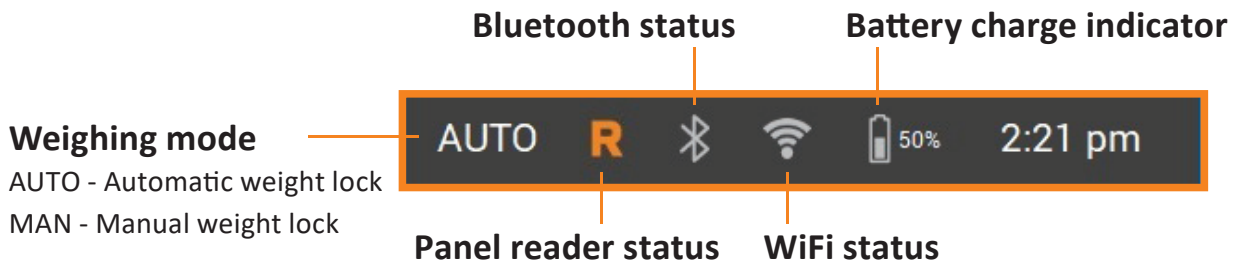 Bluetooth status
Battery charge indicator
Weighing mode
AUTO - Automatic weight lock
MAN - Manual weight lock
AUTO R 50% 2:21 pm
Panel reader status
WiFi status